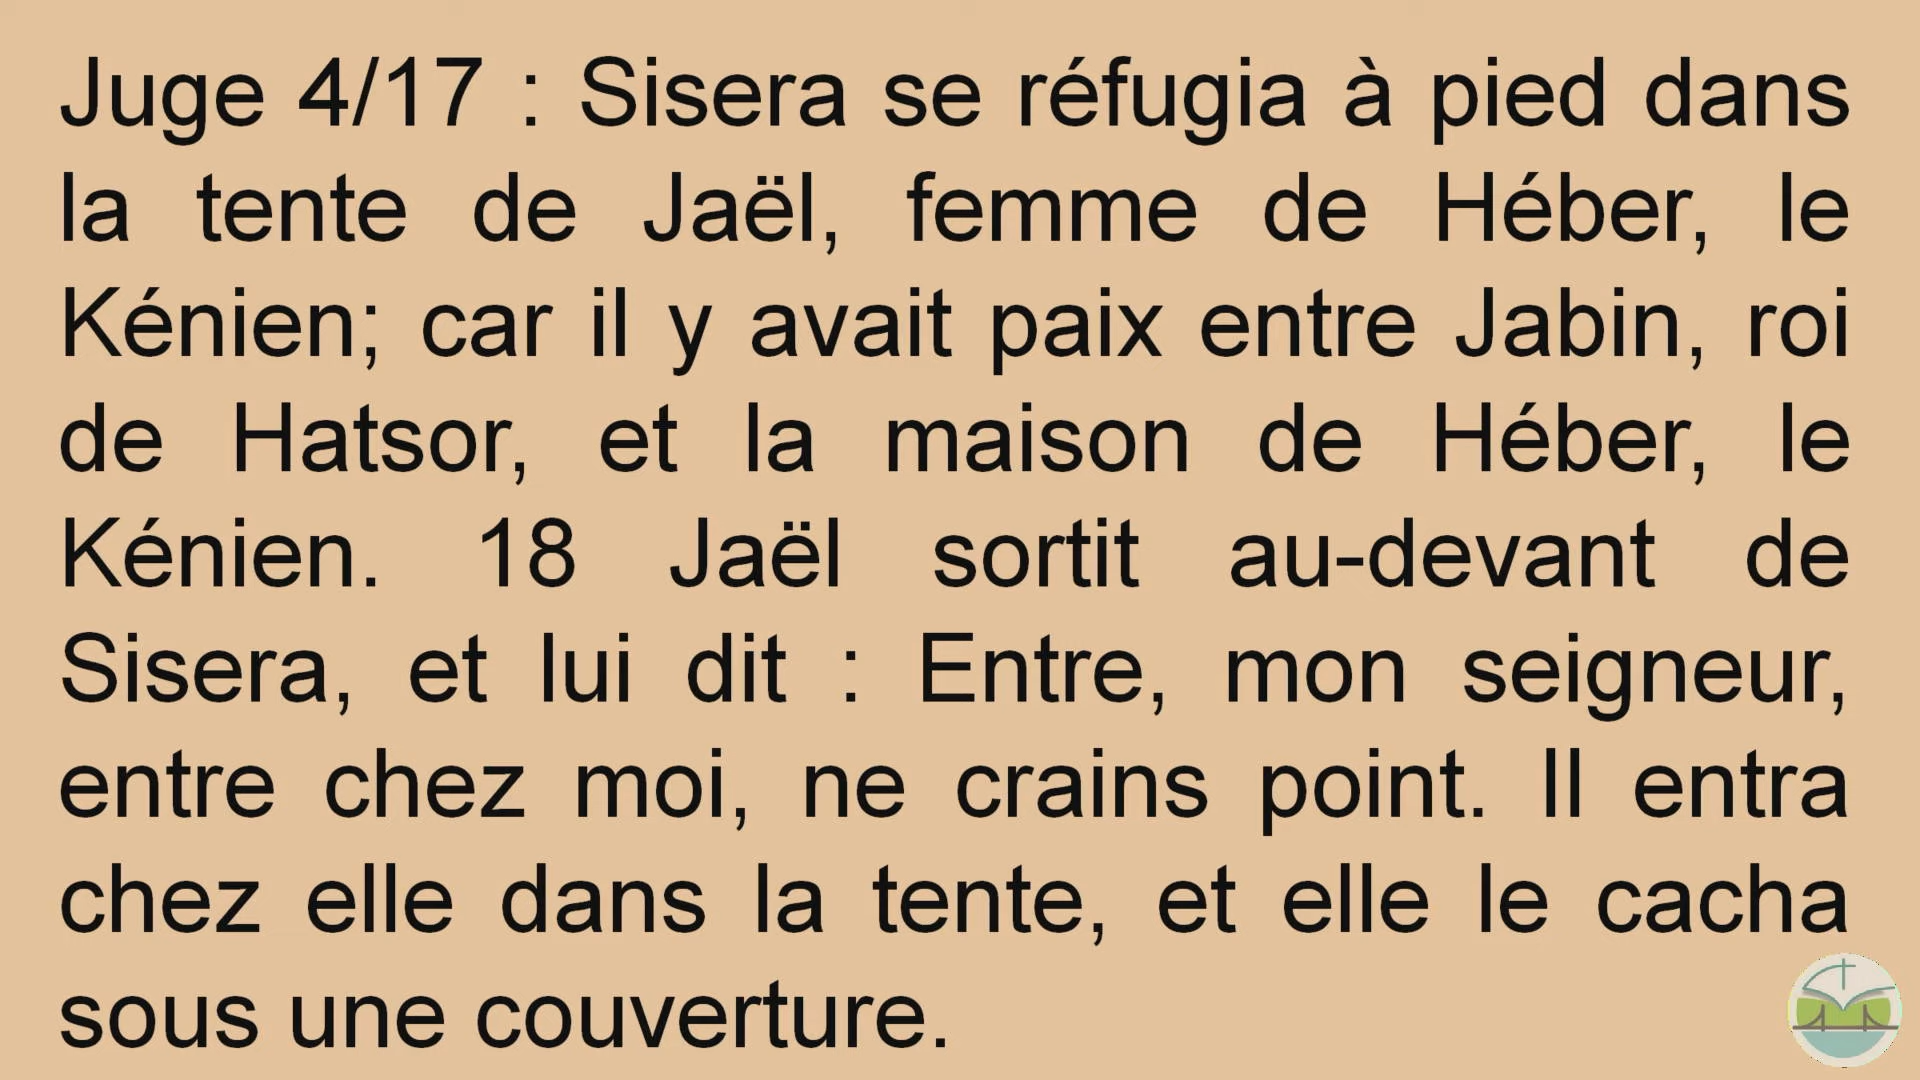 Juge 4/17 : Sisera se réfugia à pied dans
la tente de Jaël, femme de Héber, le
Kénien; car il y avait paix entre Jabin, roi
de Hatsor, et la maison de Héber, le
Kénien. 18 Jaël sortit au-devant de
Sisera, et lui dit : Entre, mon seigneur,
entre chez moi, ne crains point. Il entra
chez elle dans la tente, et elle le cacha
sous une couverture.